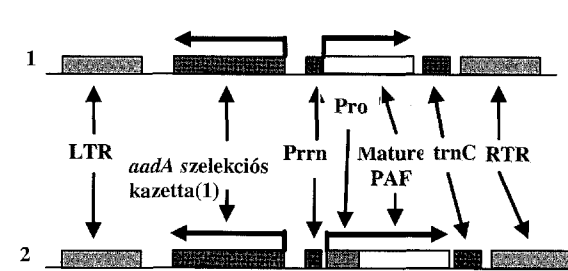 1
Pro
LTR
aadA szelekciós
kazetta(1)
Prrn
Mature
PAF
trnC
RTR
2